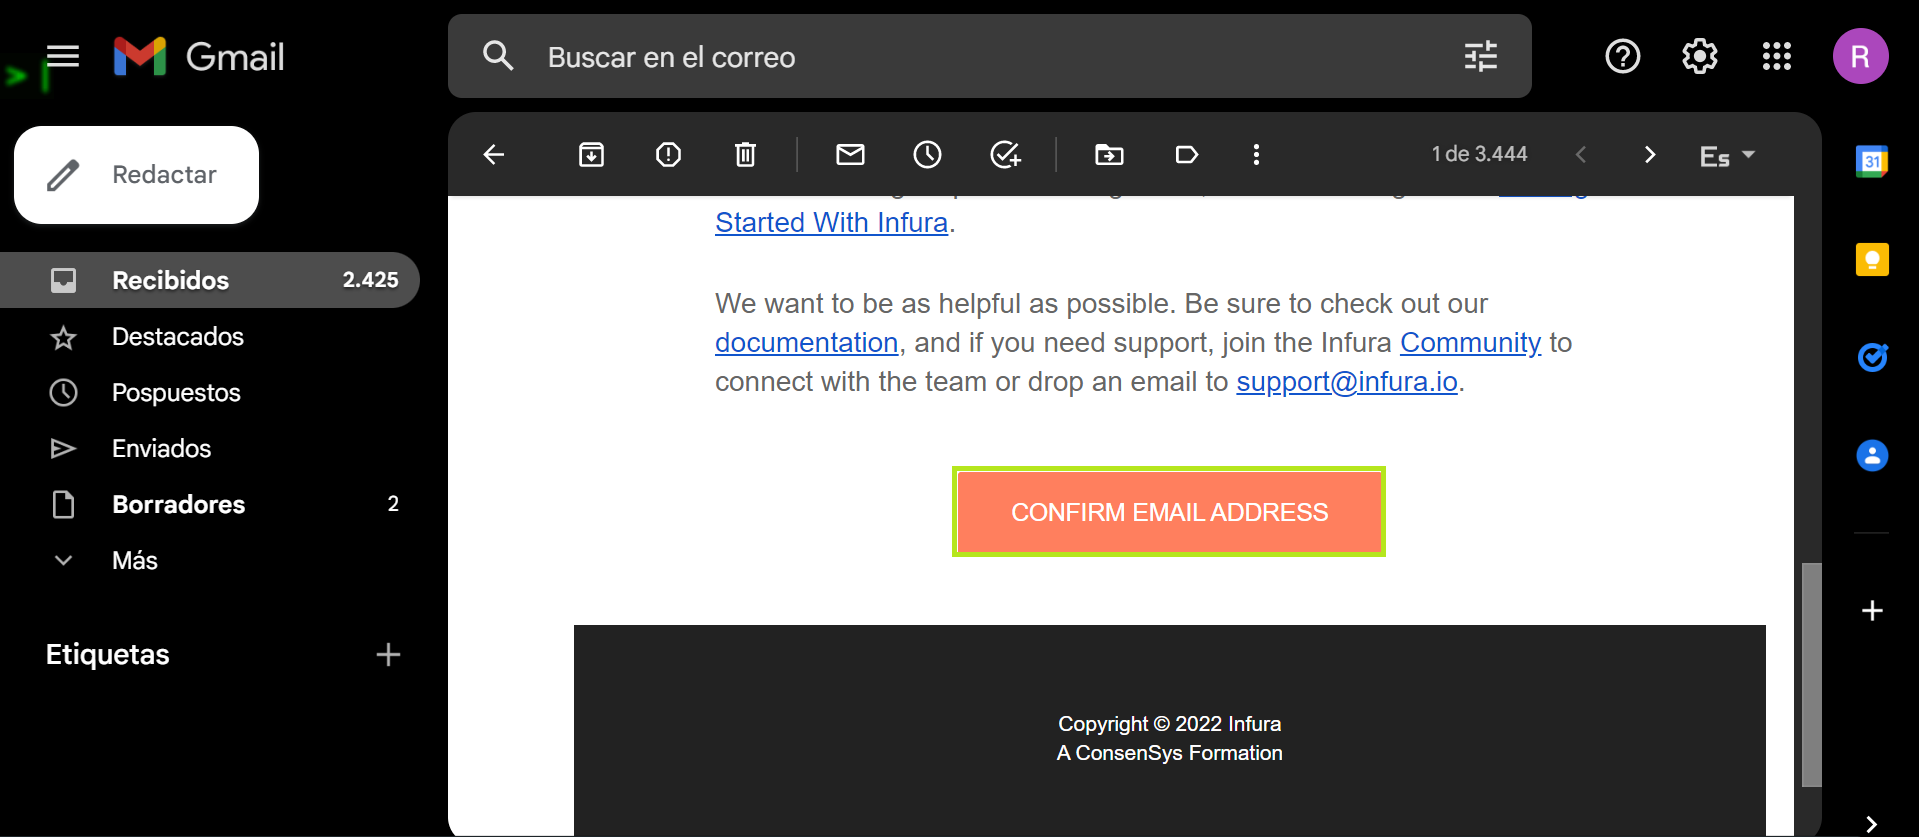 Gmail
Buscar en el correo
R
Redactar
1 de 3.444
Es
31
Recibidos 2.425
Destacados
Pospuestos
Enviados
Borradores 2
Más
Etiquetas
Started With Infura.
We want to be as helpful as possible. Be sure to check out our
documentation, and if you need support, join the Infura Community to
connect with the team or drop an email to support@infura.io.
CONFIRM EMAIL ADDRESS
Copyright © 2022 Infura
A ConsenSys Formation